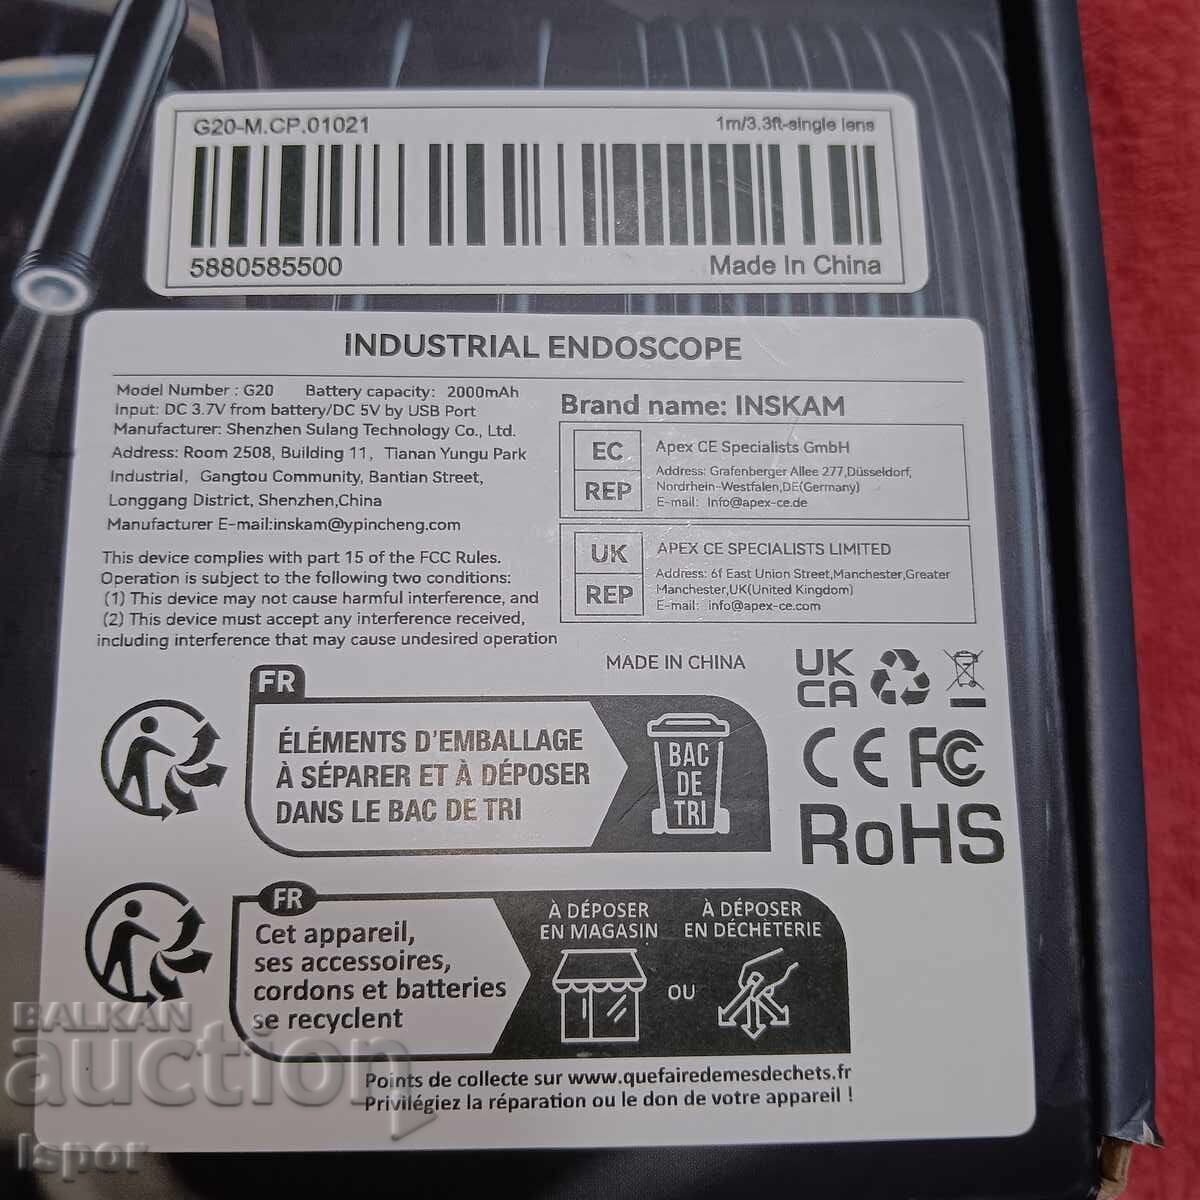 G20-M.CP.01021
1m/3.3ft-single lens
5880585500
Made In China
INDUSTRIAL ENDOSCOPE
Model Number : G20 Battery capacity: 2000mAh
Input: DC 3.7V from battery/DC 5V by USB Port
Manufacturer: Shenzhen Sulang Technology Co., Ltd.
Address: Room 2508, Building 11, Tianan Yungu Park
Industrial, Gangtou Community, Bantian Street,
Longgang District, Shenzhen,China
Manufacturer E-mail:inskam@ypincheng.com
This device complies with part 15 of the FCC Rules.
Operation is subject to the following two conditions:
(1) This device may not cause harmful interference, and
(2) This device must accept any interference received,
including interference that may cause undesired operation
Brand name: INSKAM
EC
REP
Apex CE Specialists GmbH
Address: Grafenberger Allee 277,Düsseldorf,
Nordrhein-Westfalen,DE(Germany)
E-mail: Info@apex-ce.de
UK
REP
APEX CE SPECIALISTS LIMITED
Address: 6f East Union Street,Manchester,Greater
Manchester,UK(United Kingdom)
E-mail: info@apex-ce.com
MADE IN CHINA
UK
CA
CE FC
RoHS
FR
ÉLÉMENTS D'EMBALLAGE
À SÉPARER ET À DÉPOSER
DANS LE BAC DE TRI
BAC
DE
TRI
FR
Cet appareil,
ses accessoires,
cordons et batteries
se recyclent
À DÉPOSER
EN MAGASIN
OU
À DÉPOSER
EN DÉCHÈTERIE
Points de collecte sur www.quefairedemesdechets.fr
Privilégiez la réparation ou le don de votre appareil !
BALKAN
auction
Ispor